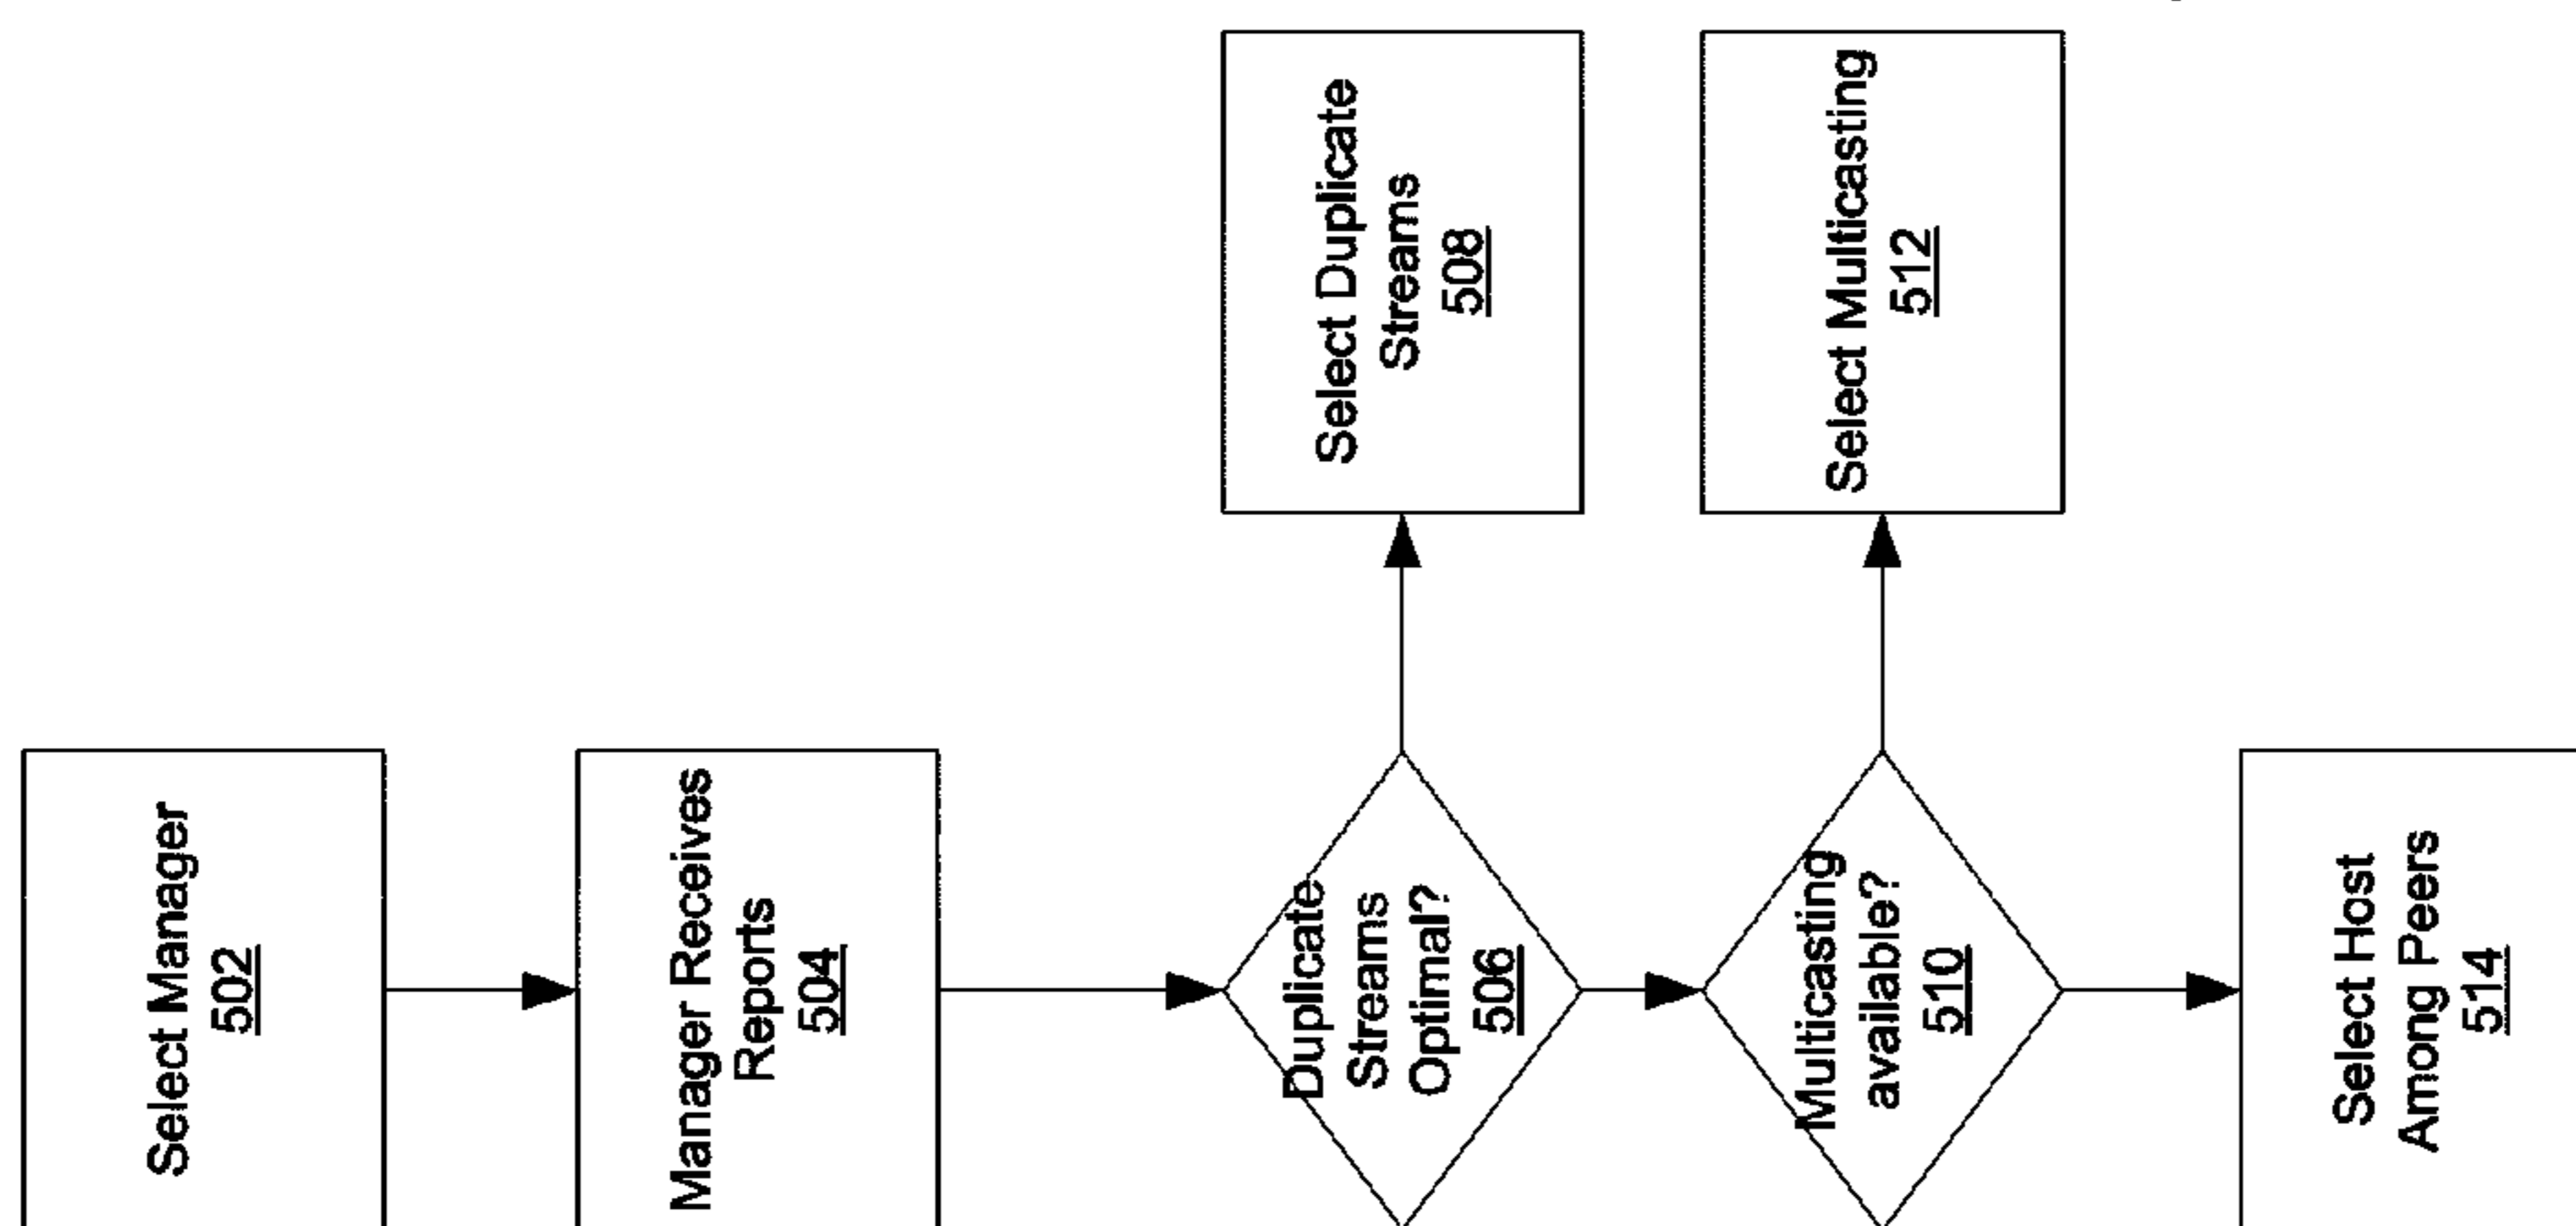 Select Manager
502
Manager Receives
Reports
504
Duplicate
Streams
Optimal?
506
Select Duplicate
Streams
508
Multicasting
available?
510
Select Multicasting
512
Select Host
Among Peers
514